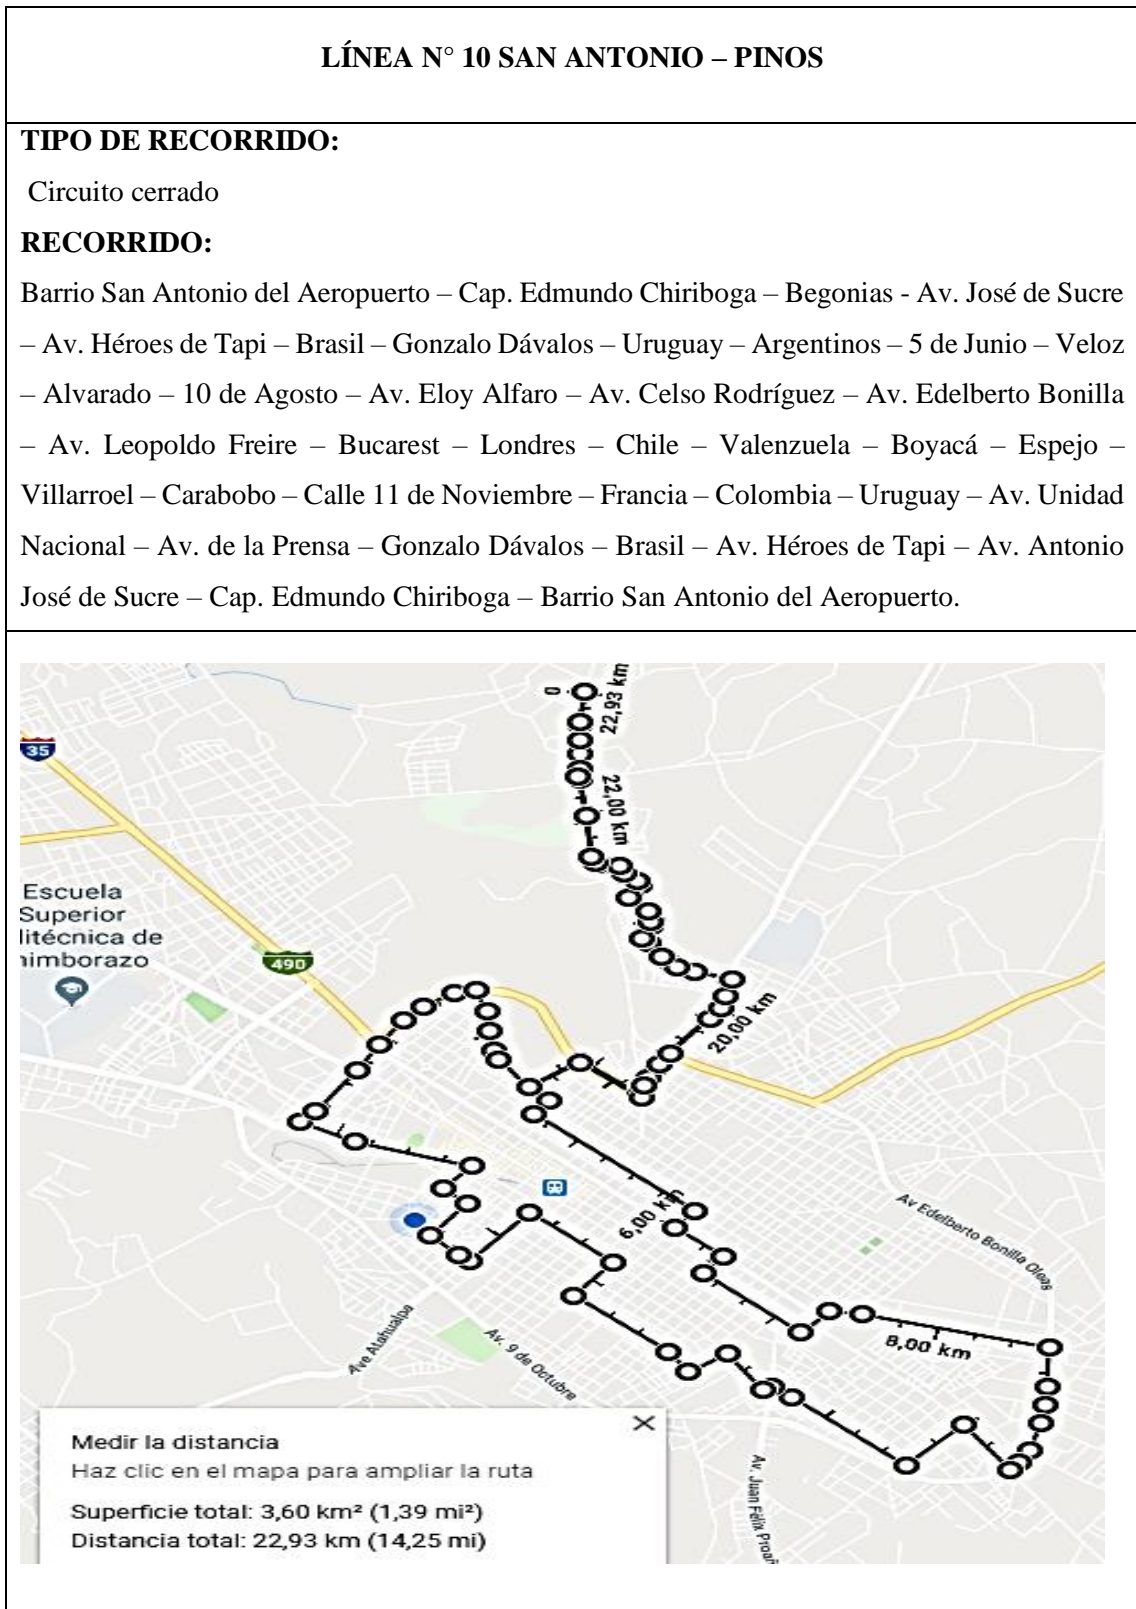 LÍNEA N° 10 SAN ANTONIO – PINOS
TIPO DE RECORRIDO:
Circuito cerrado
RECORRIDO:
Barrio San Antonio del Aeropuerto – Cap. Edmundo Chiriboga – Begonias - Av. José de Sucre
– Av. Héroes de Tapi – Brasil – Gonzalo Dávalos – Uruguay – Argentinos – 5 de Junio – Veloz
– Alvarado – 10 de Agosto – Av. Eloy Alfaro – Av. Celso Rodríguez – Av. Edelberto Bonilla
– Av. Leopoldo Freire – Bucarest – Londres – Chile – Valenzuela – Boyacá – Espejo –
Villarroel – Carabobo – Calle 11 de Noviembre – Francia – Colombia – Uruguay – Av. Unidad
Nacional – Av. de la Prensa – Gonzalo Dávalos – Brasil – Av. Héroes de Tapi – Av. Antonio
José de Sucre – Cap. Edmundo Chiriboga – Barrio San Antonio del Aeropuerto.
0
22,93 km
35
22,00 km
Escuela
Superior
litécnica de
himborazo
490
20,00 km
6,00 km
Av Edelberto Bonilla Oleas
8,00 km
Ave Atahualpa
Av. 9 de Octubre
Av. Juan Félix Proañ
Medir la distancia
Haz clic en el mapa para ampliar la ruta
Superficie total: 3,60 km² (1,39 mi²)
Distancia total: 22,93 km (14,25 mi)